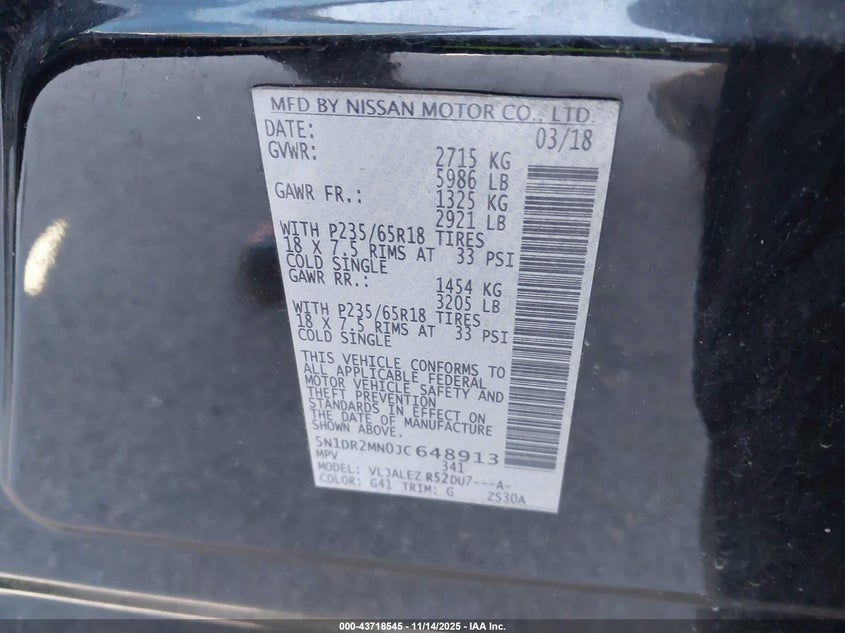 MFD BY NISSAN MOTOR CO., LTD.
DATE: 03/18
GVWR: 2715 KG
5986 LB
GAWR FR.: 1325 KG
2921 LB
WITH P235/65R18 TIRES
18 X 7.5 RIMS AT 33 PSI
COLD SINGLE
GAWR RR.: 1454 KG
3205 LB
WITH P235/65R18 TIRES
18 X 7.5 RIMS AT 33 PSI
COLD SINGLE
THIS VEHICLE CONFORMS TO
ALL APPLICABLE FEDERAL
MOTOR VEHICLE SAFETY AND
THEFT PREVENTION
STANDARDS IN EFFECT ON
THE DATE OF MANUFACTURE
SHOWN ABOVE.
5N1DR2MN0JC648913
MPV 341
MODEL: VLJALEZ R52DU7---A-
COLOR: G41 TRIM: G ZS30A
000-43718545 - 11/14/2025 - IAA Inc.